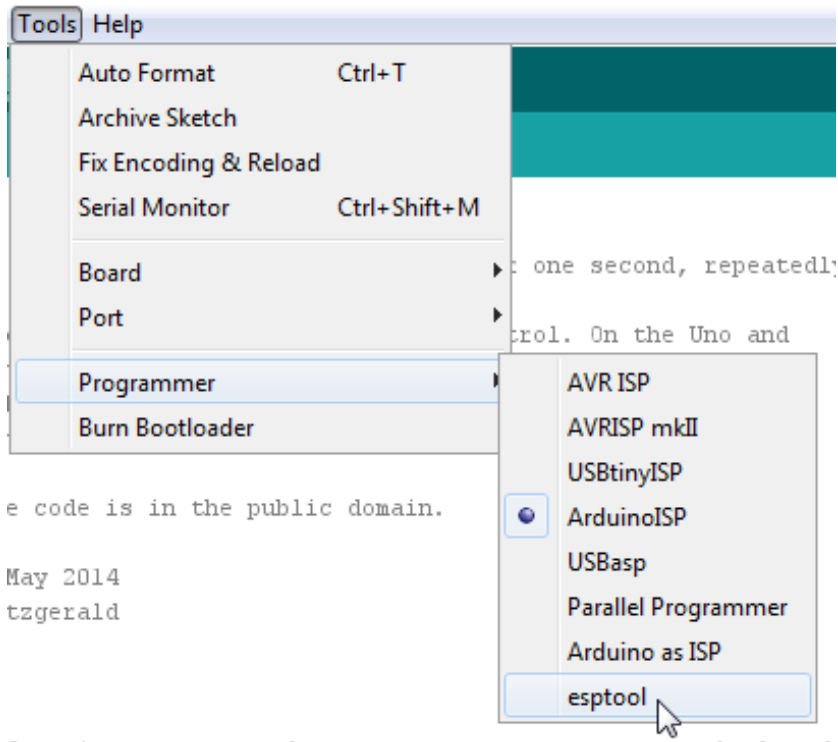 Tools Help
Auto Format Ctrl+T
Archive Sketch
Fix Encoding & Reload
Serial Monitor Ctrl+Shift+M
Board
Port
Programmer
Burn Bootloader
AVR ISP
AVRISP mkII
USBtinyISP
ArduinoISP
USBasp
Parallel Programmer
Arduino as ISP
esptool
one second, repeatedly
trol. On the Uno and
e code is in the public domain.
May 2014
tzgerald